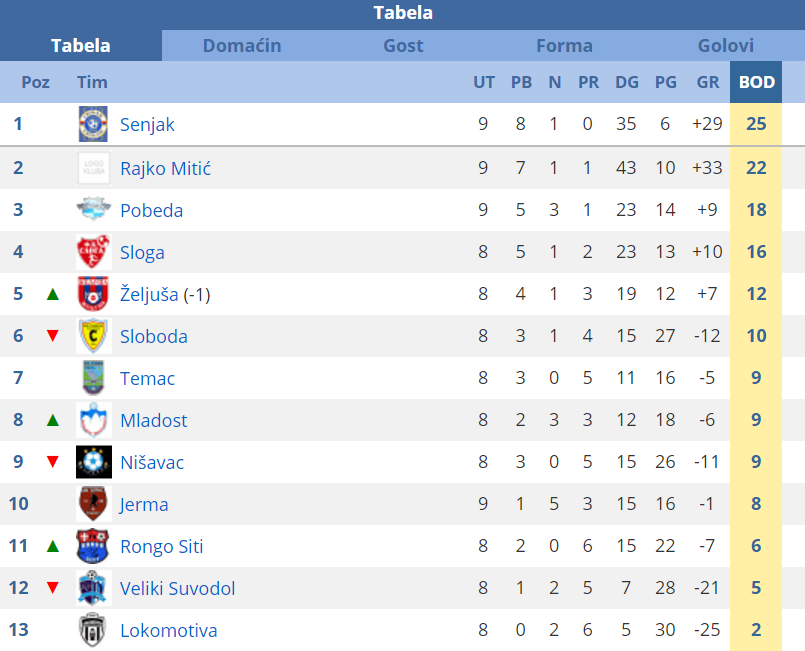 Tabela
Tabela Domaćin Gost Forma Golovi
Poz Tim UT PB N PR DG PG GR BOD
1 Senjak 9 8 1 0 35 6 +29 25
2 LOGO KLUBA Rajko Mitić 9 7 1 1 43 10 +33 22
3 Pobeda 9 5 3 1 23 14 +9 18
4 Sloga 8 5 1 2 23 13 +10 16
5 ▲ Željuša (-1) 8 4 1 3 19 12 +7 12
6 ▼ Sloboda 8 3 1 4 15 27 -12 10
7 Temac 8 3 0 5 11 16 -5 9
8 ▲ Mladost 8 2 3 3 12 18 -6 9
9 ▼ Nišavac 8 3 0 5 15 26 -11 9
10 Jerma 9 1 5 3 15 16 -1 8
11 ▲ Rongo Siti 8 2 0 6 15 22 -7 6
12 ▼ Veliki Suvodol 8 1 2 5 7 28 -21 5
13 Lokomotiva 8 0 2 6 5 30 -25 2